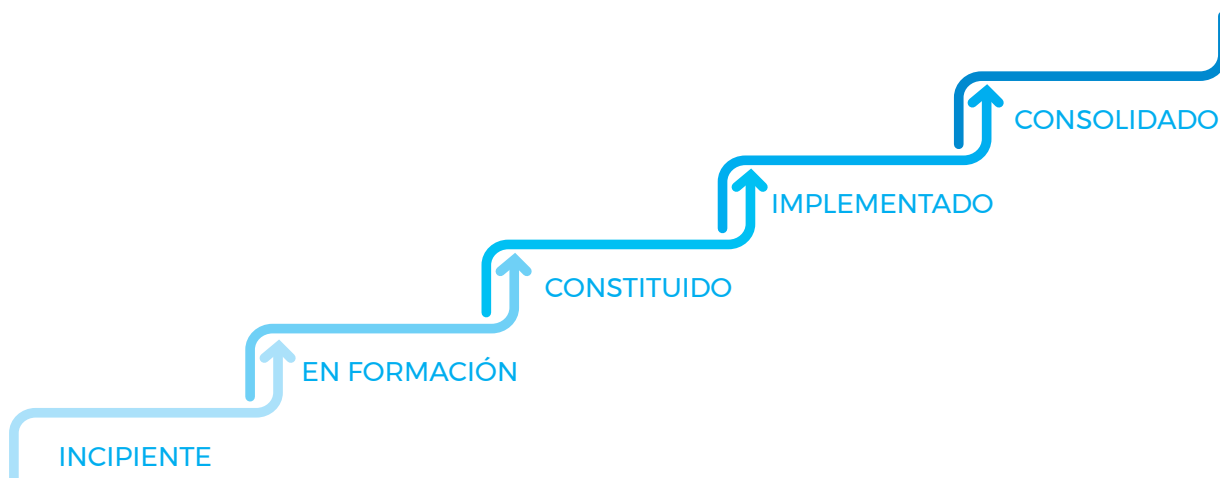 CONSOLIDADO
IMPLEMENTADO
CONSTITUIDO
EN FORMACIÓN
INCIPIENTE